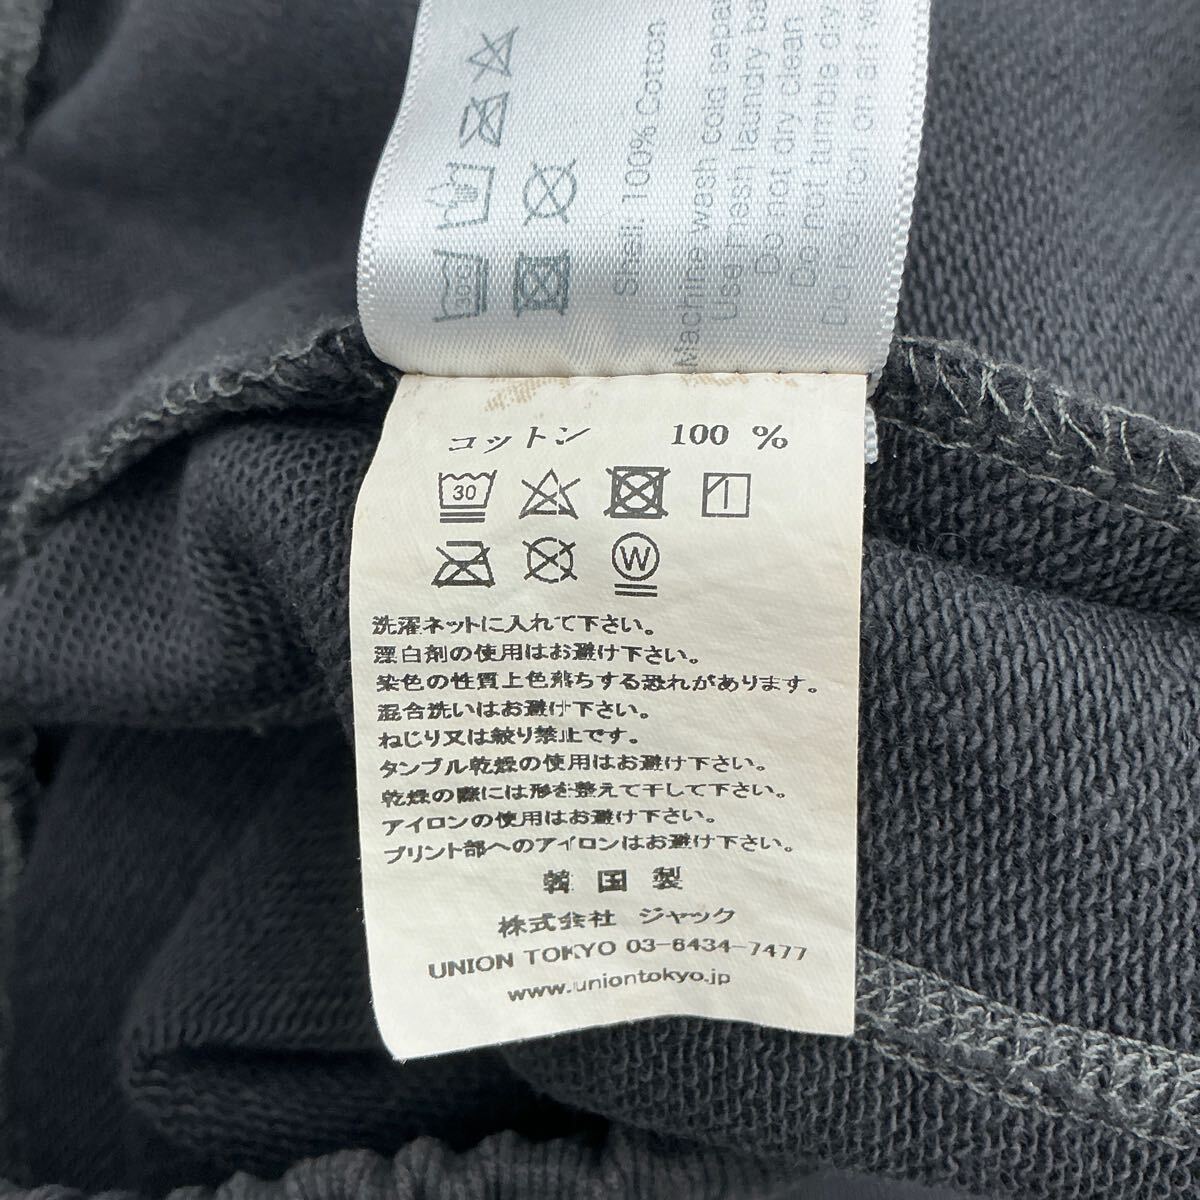 Shell: 100% Cotton
Machine wash cold
Use fresh laundry
Do not dry clean
Do not tumble dry
on art
30
コットン 100 %
30
W
洗濯ネットに入れて下さい。
漂白剤の使用はお避け下さい。
染色の性質上色落ちする恐れがあります。
混合洗いはお避け下さい。
ねじり又は絞り禁止です。
タンブル乾燥の使用はお避け下さい。
乾燥の際には形を整えて干して下さい。
アイロンの使用はお避け下さい。
プリント部へのアイロンはお避け下さい。
韓国製
株式会社 ジャック
UNION TOKYO 03-6434-7477
www.uniontokyo.jp